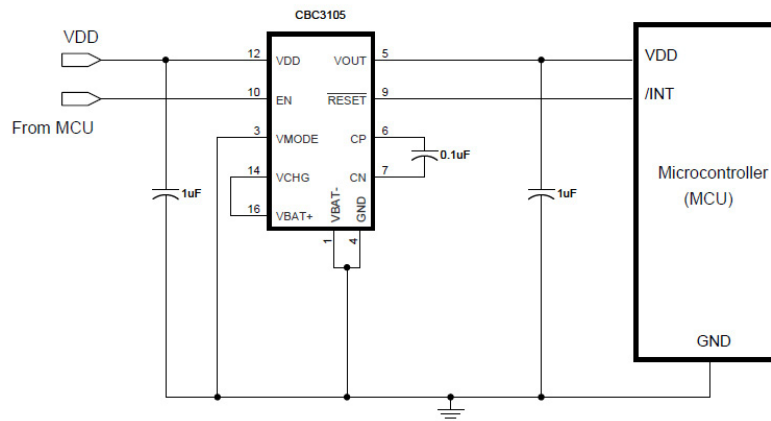 CBC3105
VDD
From MCU
12
10
3
14
16
VDD
EN
VMODE
VCHG
VBAT+
VOUT
RESET
CP
CN
VBAT-
GND
5
9
6
7
1
4
1uF
0.1uF
1uF
VDD
/INT
Microcontroller
(MCU)
GND